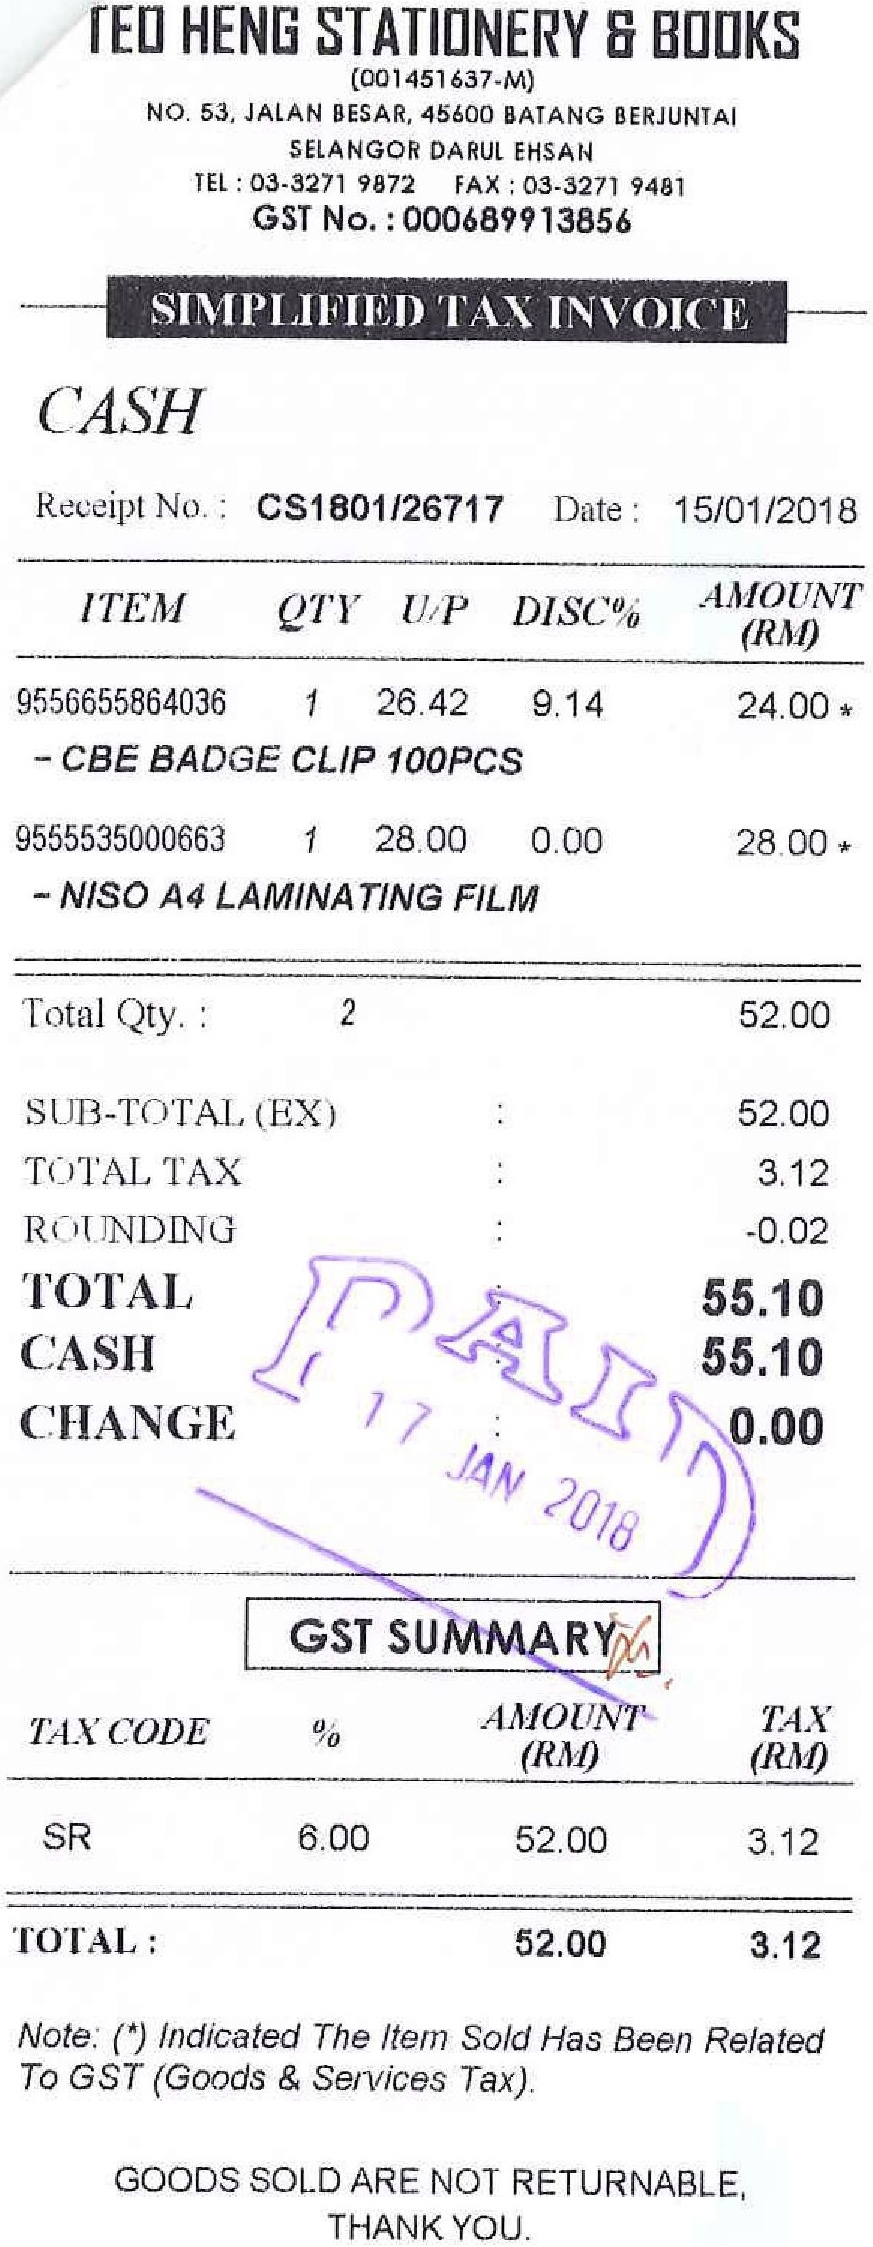 TEO HENG STATIONERY & BOOKS
(001451637-M)
NO. 53, JALAN BESAR, 45600 BATANG BERJUNTAI
SELANGOR DARUL EHSAN
TEL : 03-3271 9872 FAX : 03-3271 9481
GST No. : 000689913856
SIMPLIFIED TAX INVOICE
CASH
Receipt No. : CS1801/26717 Date : 15/01/2018
ITEM QTY U/P DISC% AMOUNT (RM)
9556655864036 1 26.42 9.14 24.00 *
- CBE BADGE CLIP 100PCS
9555535000663 1 28.00 0.00 28.00 *
- NISO A4 LAMINATING FILM
Total Qty. : 2 52.00
SUB-TOTAL (EX) : 52.00
TOTAL TAX : 3.12
ROUNDING : -0.02
TOTAL : 55.10
CASH : 55.10
CHANGE : 0.00
PAID
17 JAN 2018
GST SUMMARY
TAX CODE % AMOUNT (RM) TAX (RM)
SR 6.00 52.00 3.12
TOTAL : 52.00 3.12
Note: (*) Indicated The Item Sold Has Been Related
To GST (Goods & Services Tax).
GOODS SOLD ARE NOT RETURNABLE,
THANK YOU.